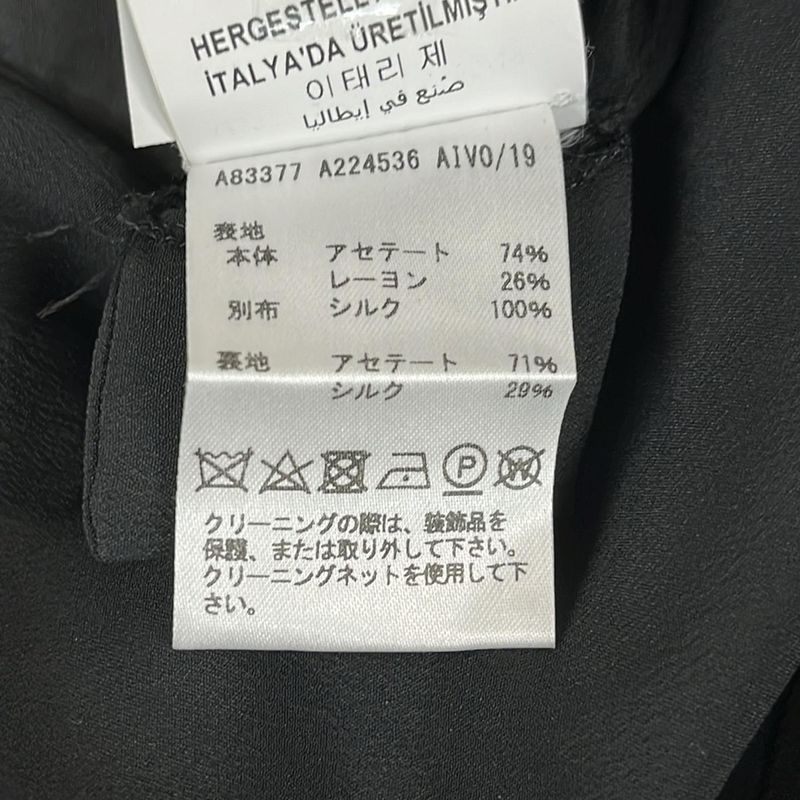 HERGESTELLT
İTALYA'DA ÜRETİLMİŞTİR
이태리 제
صنع في إيطاليا
A83377 A224536 AIVO/19
表地
本体 アセテート 74%
レーヨン 26%
別布 シルク 100%
裏地 アセテート 71%
シルク 29%
P
W
クリーニングの際は、装飾品を
保護、または取り外して下さい。
クリーニングネットを使用して下
さい。